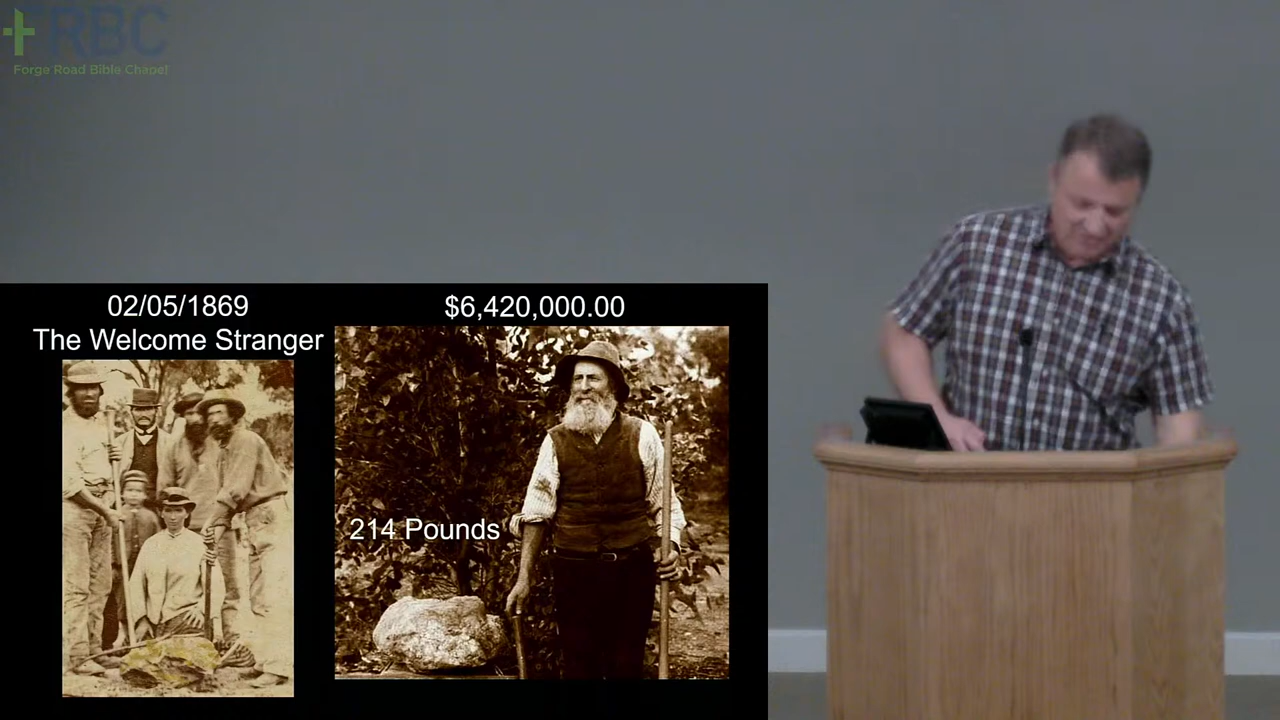 FRBC
Forge Road Bible Chapel
02/05/1869
The Welcome Stranger
$6,420,000.00
214 Pounds